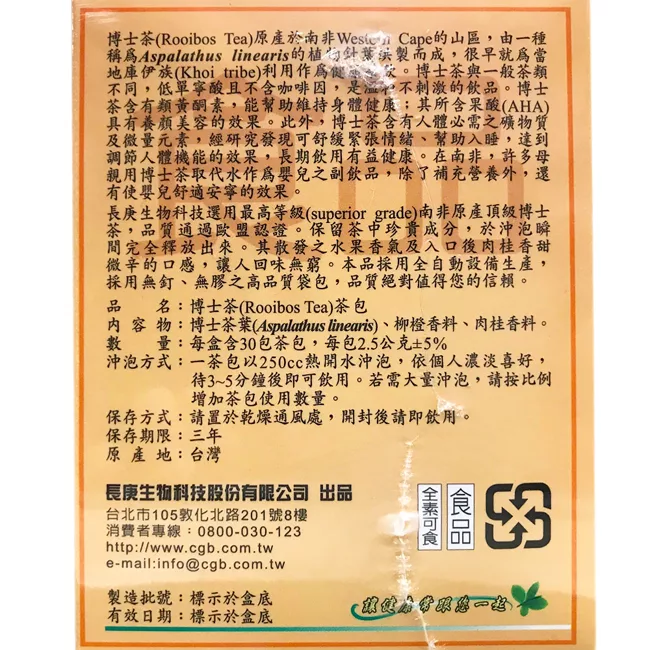 博士茶(Rooibos Tea)原產於南非Western Cape的山區，由一種
稱爲Aspalathus linearis的植物針葉烘製而成，很早就爲當
地庫伊族(Khoi tribe)利用作爲健康
博士茶與一般茶類
不同，低單寧酸且不含咖啡因，是溫和不刺激的飲品。博士
茶含有類黃酮素，能幫助維持身體健康；其所含果酸(AHA)
具有養顏美容的效果。此外，博士茶含有人體必需之礦物質
及微量元素，經研究發現可舒緩緊張情緒、幫助入睡，達到
調節人體機能的效果，長期飲用有益健康。在南非，許多母
親用博士茶取代水作爲嬰兒之副飲品，除了補充營養外，還
有使嬰兒舒適安寧的效果。
長庚生物科技選用最高等級(superior grade)南非原產頂級博士
茶，品質通過歐盟認證。保留茶中珍貴成分，於沖泡瞬
間完全釋放出來。其散發之水果香氣及入口後肉桂香甜
微辛的口感，讓人回味無窮。本品採用全自動設備生產，
採用無釘、無膠之高品質袋包，品質絕對值得您的信賴。
品名：博士茶(Rooibos Tea)茶包
內容物：博士茶葉(Aspalathus linearis)、柳橙香料、肉桂香料。
數量：每盒含30包茶包，每包2.5公克±5%
沖泡方式：一茶包以250cc熱開水沖泡，依個人濃淡喜好，
待3~5分鐘後即可飲用。若需大量沖泡，請按比例
增加茶包使用數量。
保存方式：請置於乾燥通風處，開封後請即飲用。
保存期限：三年
原產地：台灣
長庚生物科技股份有限公司 出品
台北市105敦化北路201號8樓
消費者專線：0800-030-123
http://www.cgb.com.tw
e-mail:info@cgb.com.tw
全素可食
食品
製造批號：標示於盒底
有效日期：標示於盒底
讓健康常跟您一起